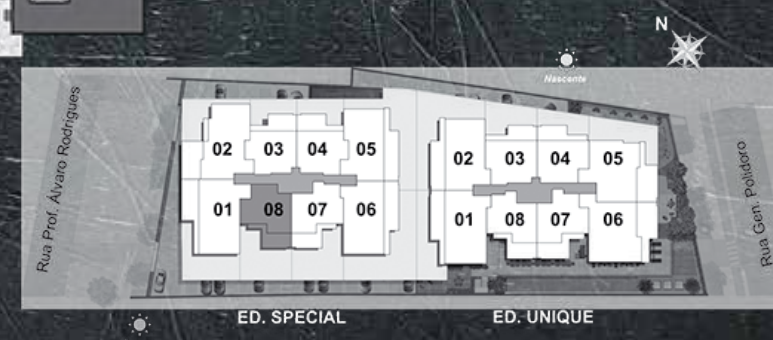 N
Nascente
Rua Prof. Álvaro Rodrigues
02 03 04 05
01 08 07 06
02 03 04 05
01 08 07 06
Rua Gen. Polidoro
ED. SPECIAL
ED. UNIQUE